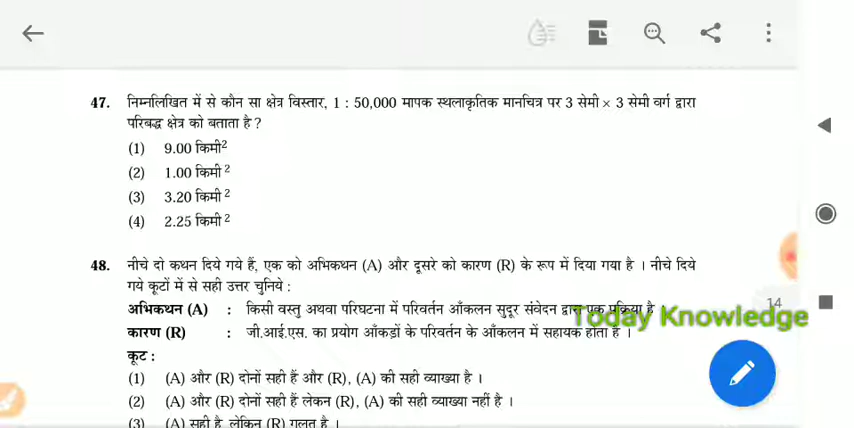 47. निम्नलिखित में से कौन सा क्षेत्र विस्तार, 1 : 50,000 मापक स्थलाकृतिक मानचित्र पर 3 सेमी × 3 सेमी वर्ग द्वारा
परिबद्ध क्षेत्र को बताता है ?
(1) 9.00 किमी²
(2) 1.00 किमी ²
(3) 3.20 किमी ²
(4) 2.25 किमी ²
48. नीचे दो कथन दिये गये हैं, एक को अभिकथन (A) और दूसरे को कारण (R) के रूप में दिया गया है । नीचे दिये
गये कूटों में से सही उत्तर चुनिये :
अभिकथन (A) : किसी वस्तु अथवा परिघटना में परिवर्तन आँकलन सुदूर संवेदन द्वारा एक प्रक्रिया है
14
Today Knowledge
कारण (R) : जी.आई.एस. का प्रयोग आँकड़ों के परिवर्तन के आँकलन में सहायक होता है ।
कूट :
(1) (A) और (R) दोनों सही हैं और (R), (A) की सही व्याख्या है ।
(2) (A) और (R) दोनों सही हैं लेकिन (R), (A) की सही व्याख्या नहीं है ।
(3) (A) सही है, लेकिन (R) गलत है ।